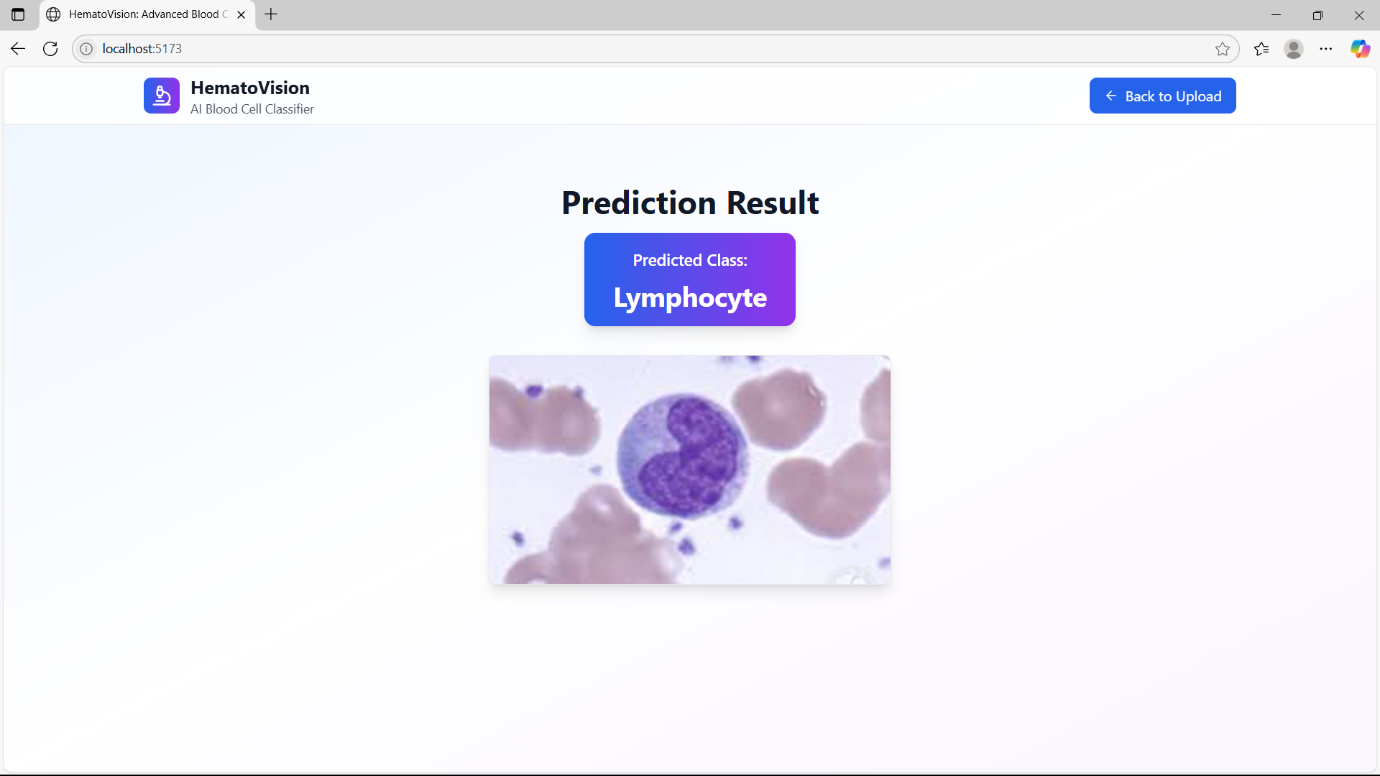 HematoVision: Advanced Blood C
localhost:5173
HematoVision
AI Blood Cell Classifier
← Back to Upload
Prediction Result
Predicted Class:
Lymphocyte